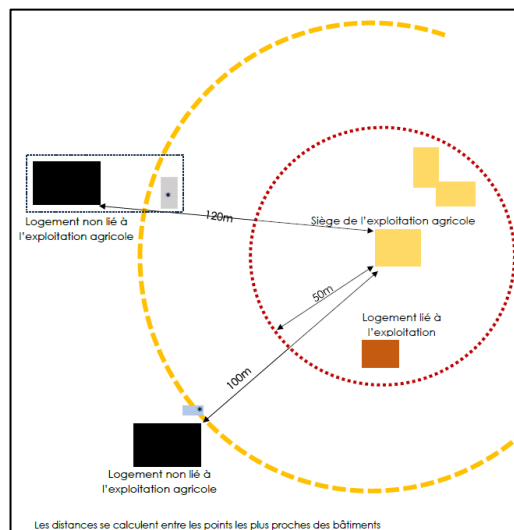 Logement non lié à
l'exploitation agricole
120m
Siège de l'exploitation agricole
50m
Logement lié à
l'exploitation
100m
Logement non lié à
l'exploitation agricole
Les distances se calculent entre les points les plus proches des bâtiments